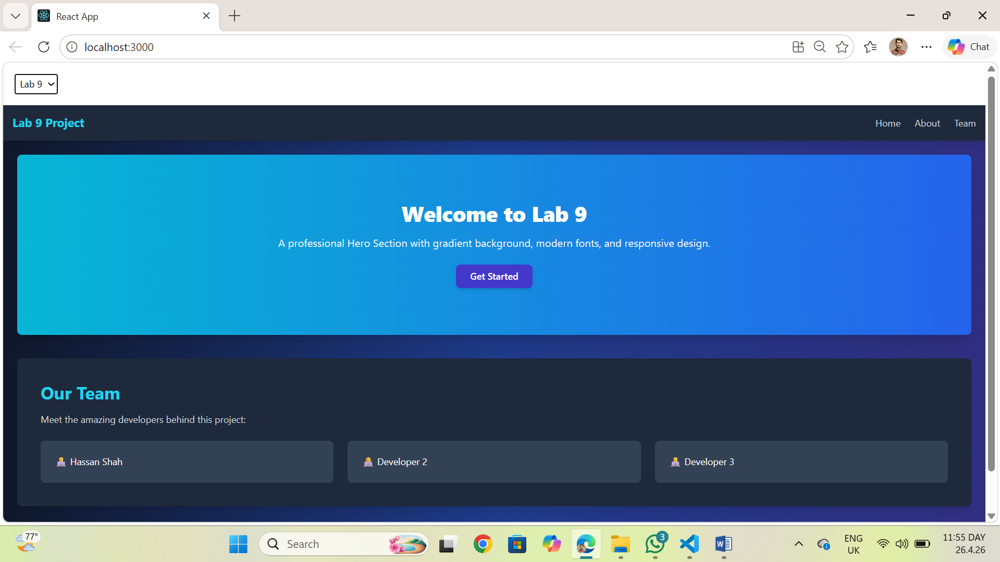 React App
localhost:3000
Chat
Lab 9
Lab 9 Project
Home About Team
Welcome to Lab 9
A professional Hero Section with gradient background, modern fonts, and responsive design.
Get Started
Our Team
Meet the amazing developers behind this project:
Hassan Shah
Developer 2
Developer 3
77°
Search
3
ENG
UK
11:55 DAY
26.4.26